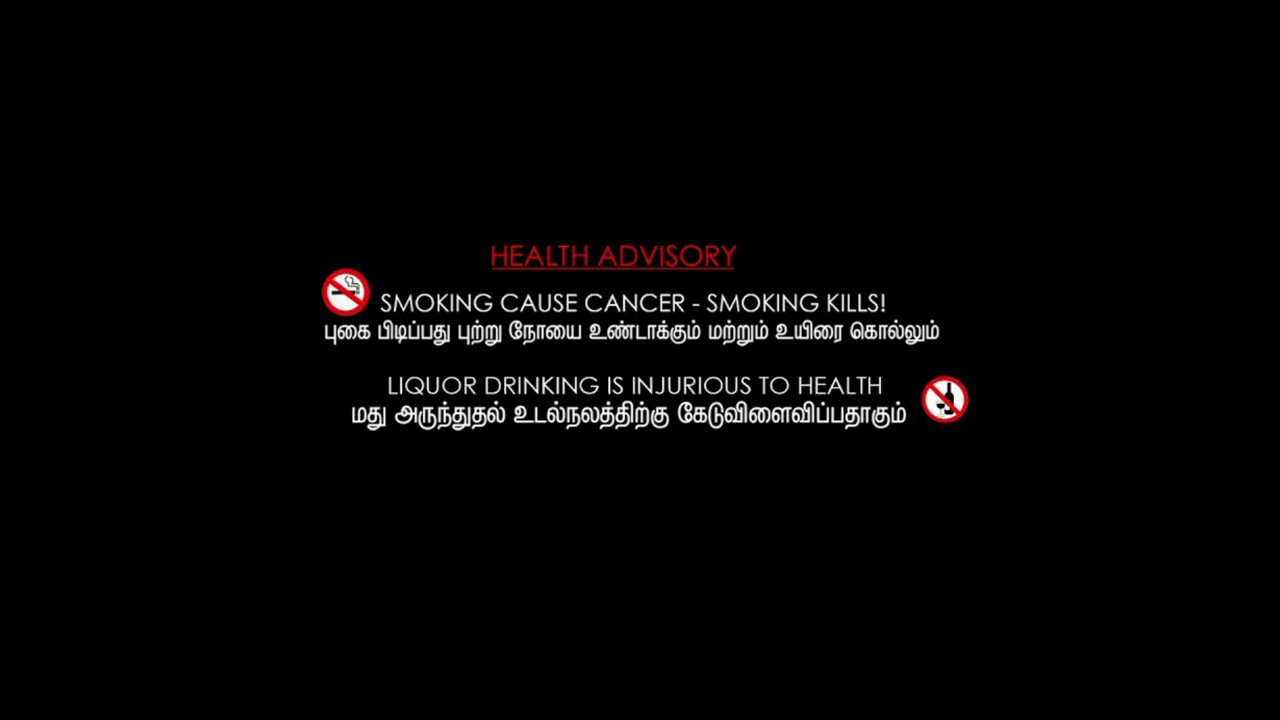 HEALTH ADVISORY
SMOKING CAUSE CANCER - SMOKING KILLS!
புகை பிடிப்பது புற்று நோயை உண்டாக்கும் மற்றும் உயிரை கொல்லும்
LIQUOR DRINKING IS INJURIOUS TO HEALTH
மது அருந்துதல் உடல்நலத்திற்கு கேடுவிளைவிப்பதாகும்